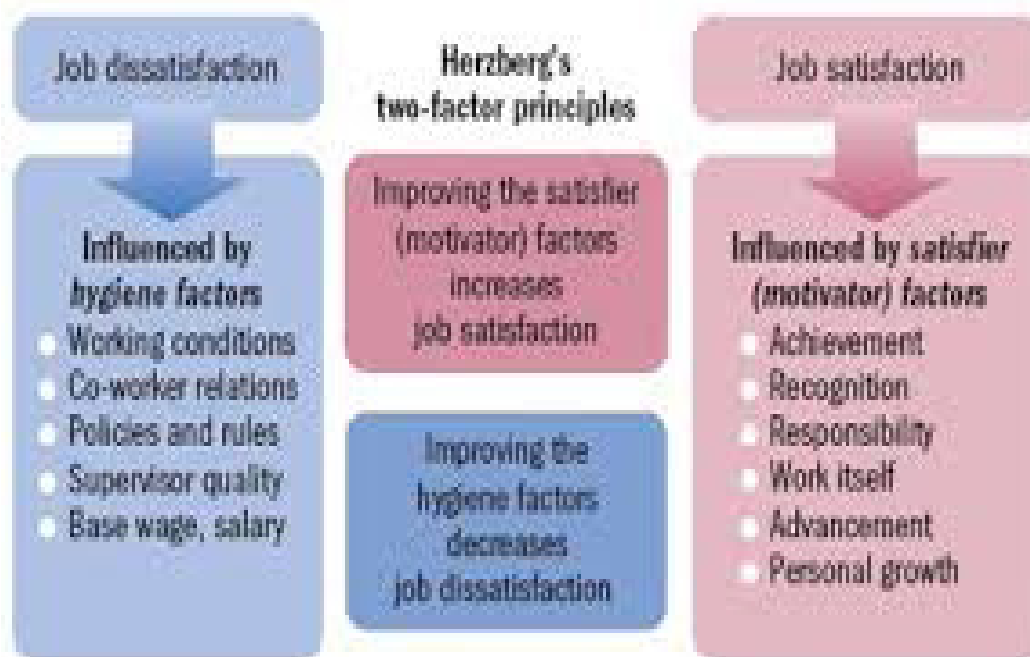 Job dissatisfaction
Influenced by
hygiene factors
Working conditions
Co-worker relations
Policies and rules
Supervisor quality
Base wage, salary
Herzberg's
two-factor principles
Improving the satisfier
(motivator) factors
increases
job satisfaction
Improving the
hygiene factors
decreases
job dissatisfaction
Job satisfaction
Influenced by satisfier
(motivator) factors
Achievement
Recognition
Responsibility
Work itself
Advancement
Personal growth